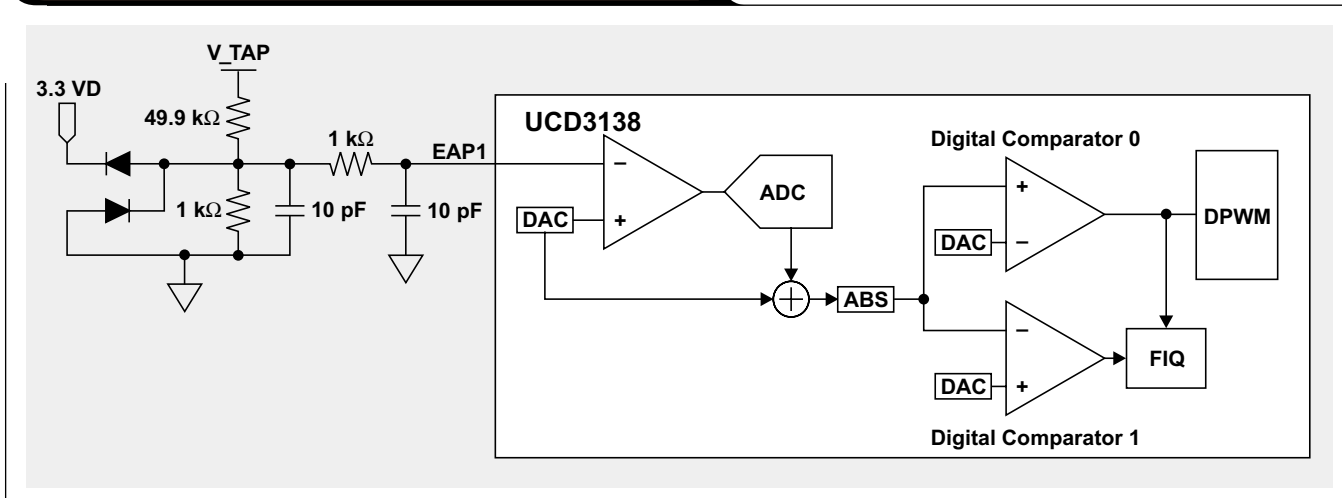 V_TAP
3.3 VD
49.9 kΩ
1 kΩ
EAP1
1 kΩ
10 pF
10 pF
UCD3138
−
+
DAC
ADC
ABS
Digital Comparator 0
+
DAC
−
DPWM
−
FIQ
DAC
+
Digital Comparator 1